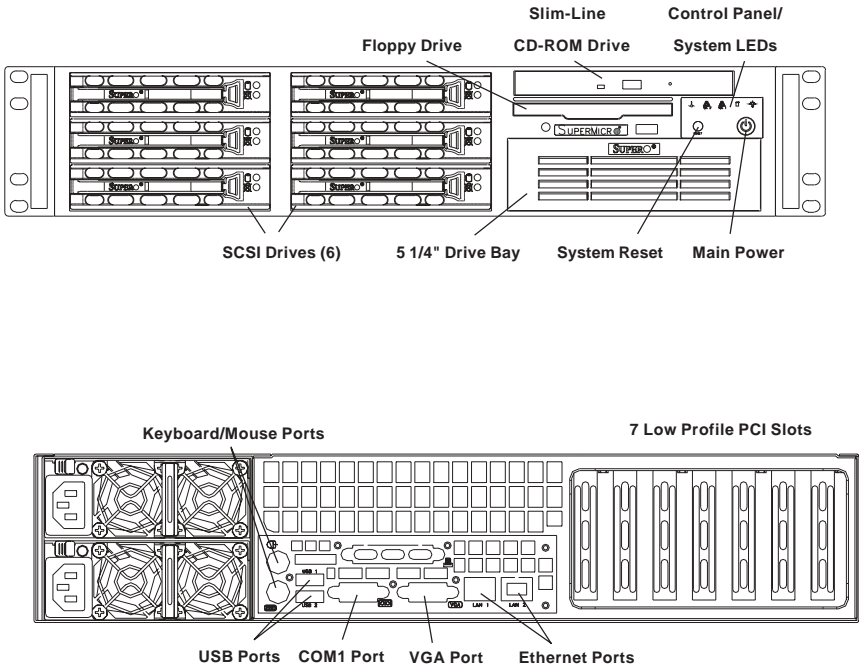 Slim-Line
CD-ROM Drive
Control Panel/
System LEDs
Floppy Drive
SUPERO
SUPERO
SUPERO
SUPERO
SUPERO
SUPERO
SUPERMICRO
SUPERO
SCSI Drives (6)
5 1/4" Drive Bay
System Reset
Main Power
Keyboard/Mouse Ports
7 Low Profile PCI Slots
USB 1
USB 2
VGA
LAN 1
LAN 2
USB Ports
COM1 Port
VGA Port
Ethernet Ports